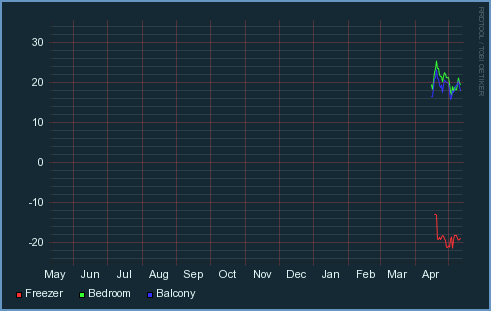 RRDTOOL / TOBI OETIKER
30
20
10
0
-10
-20
May Jun Jul Aug Sep Oct Nov Dec Jan Feb Mar Apr
Freezer Bedroom Balcony